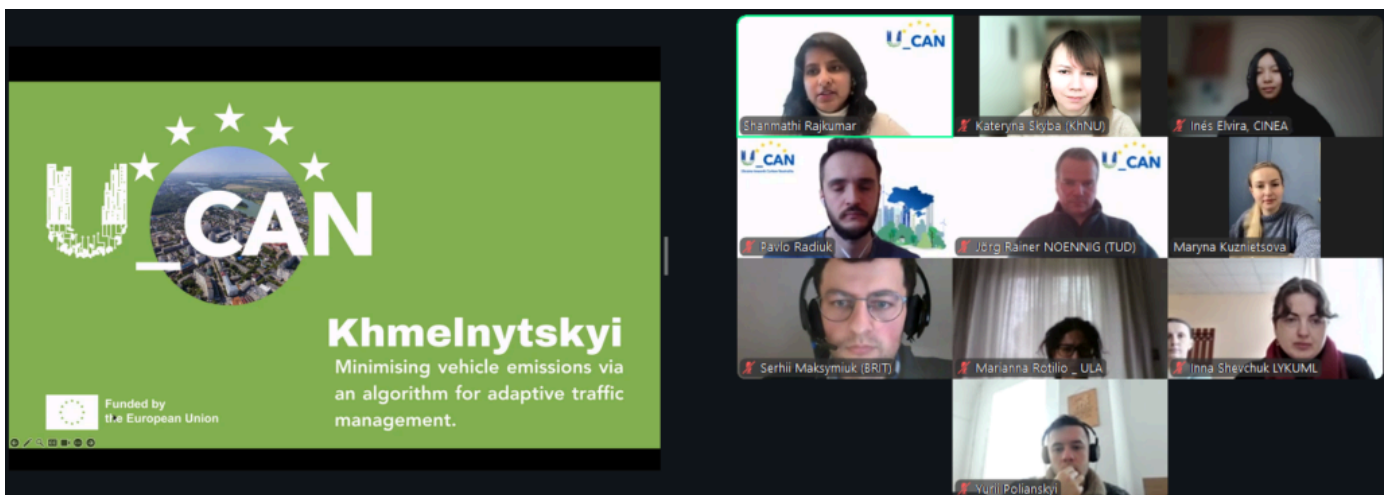 U_CAN
Khmelnytskyi
Minimising vehicle emissions via
an algorithm for adaptive traffic
management.
Funded by
the European Union
U_CAN
Shanmathi Rajkumar
Kateryna Skyba (KhNU)
Inés Elvira, CINEA
U_CAN
Pavlo Radiuk
U_CAN
Jörg Rainer NOENNIG (TUD)
Maryna Kuznietsova
Serhii Maksymiuk (BRIT)
Marianna Rotilio _ ULA
Inna Shevchuk LYKUML
Yurii Polianskyi